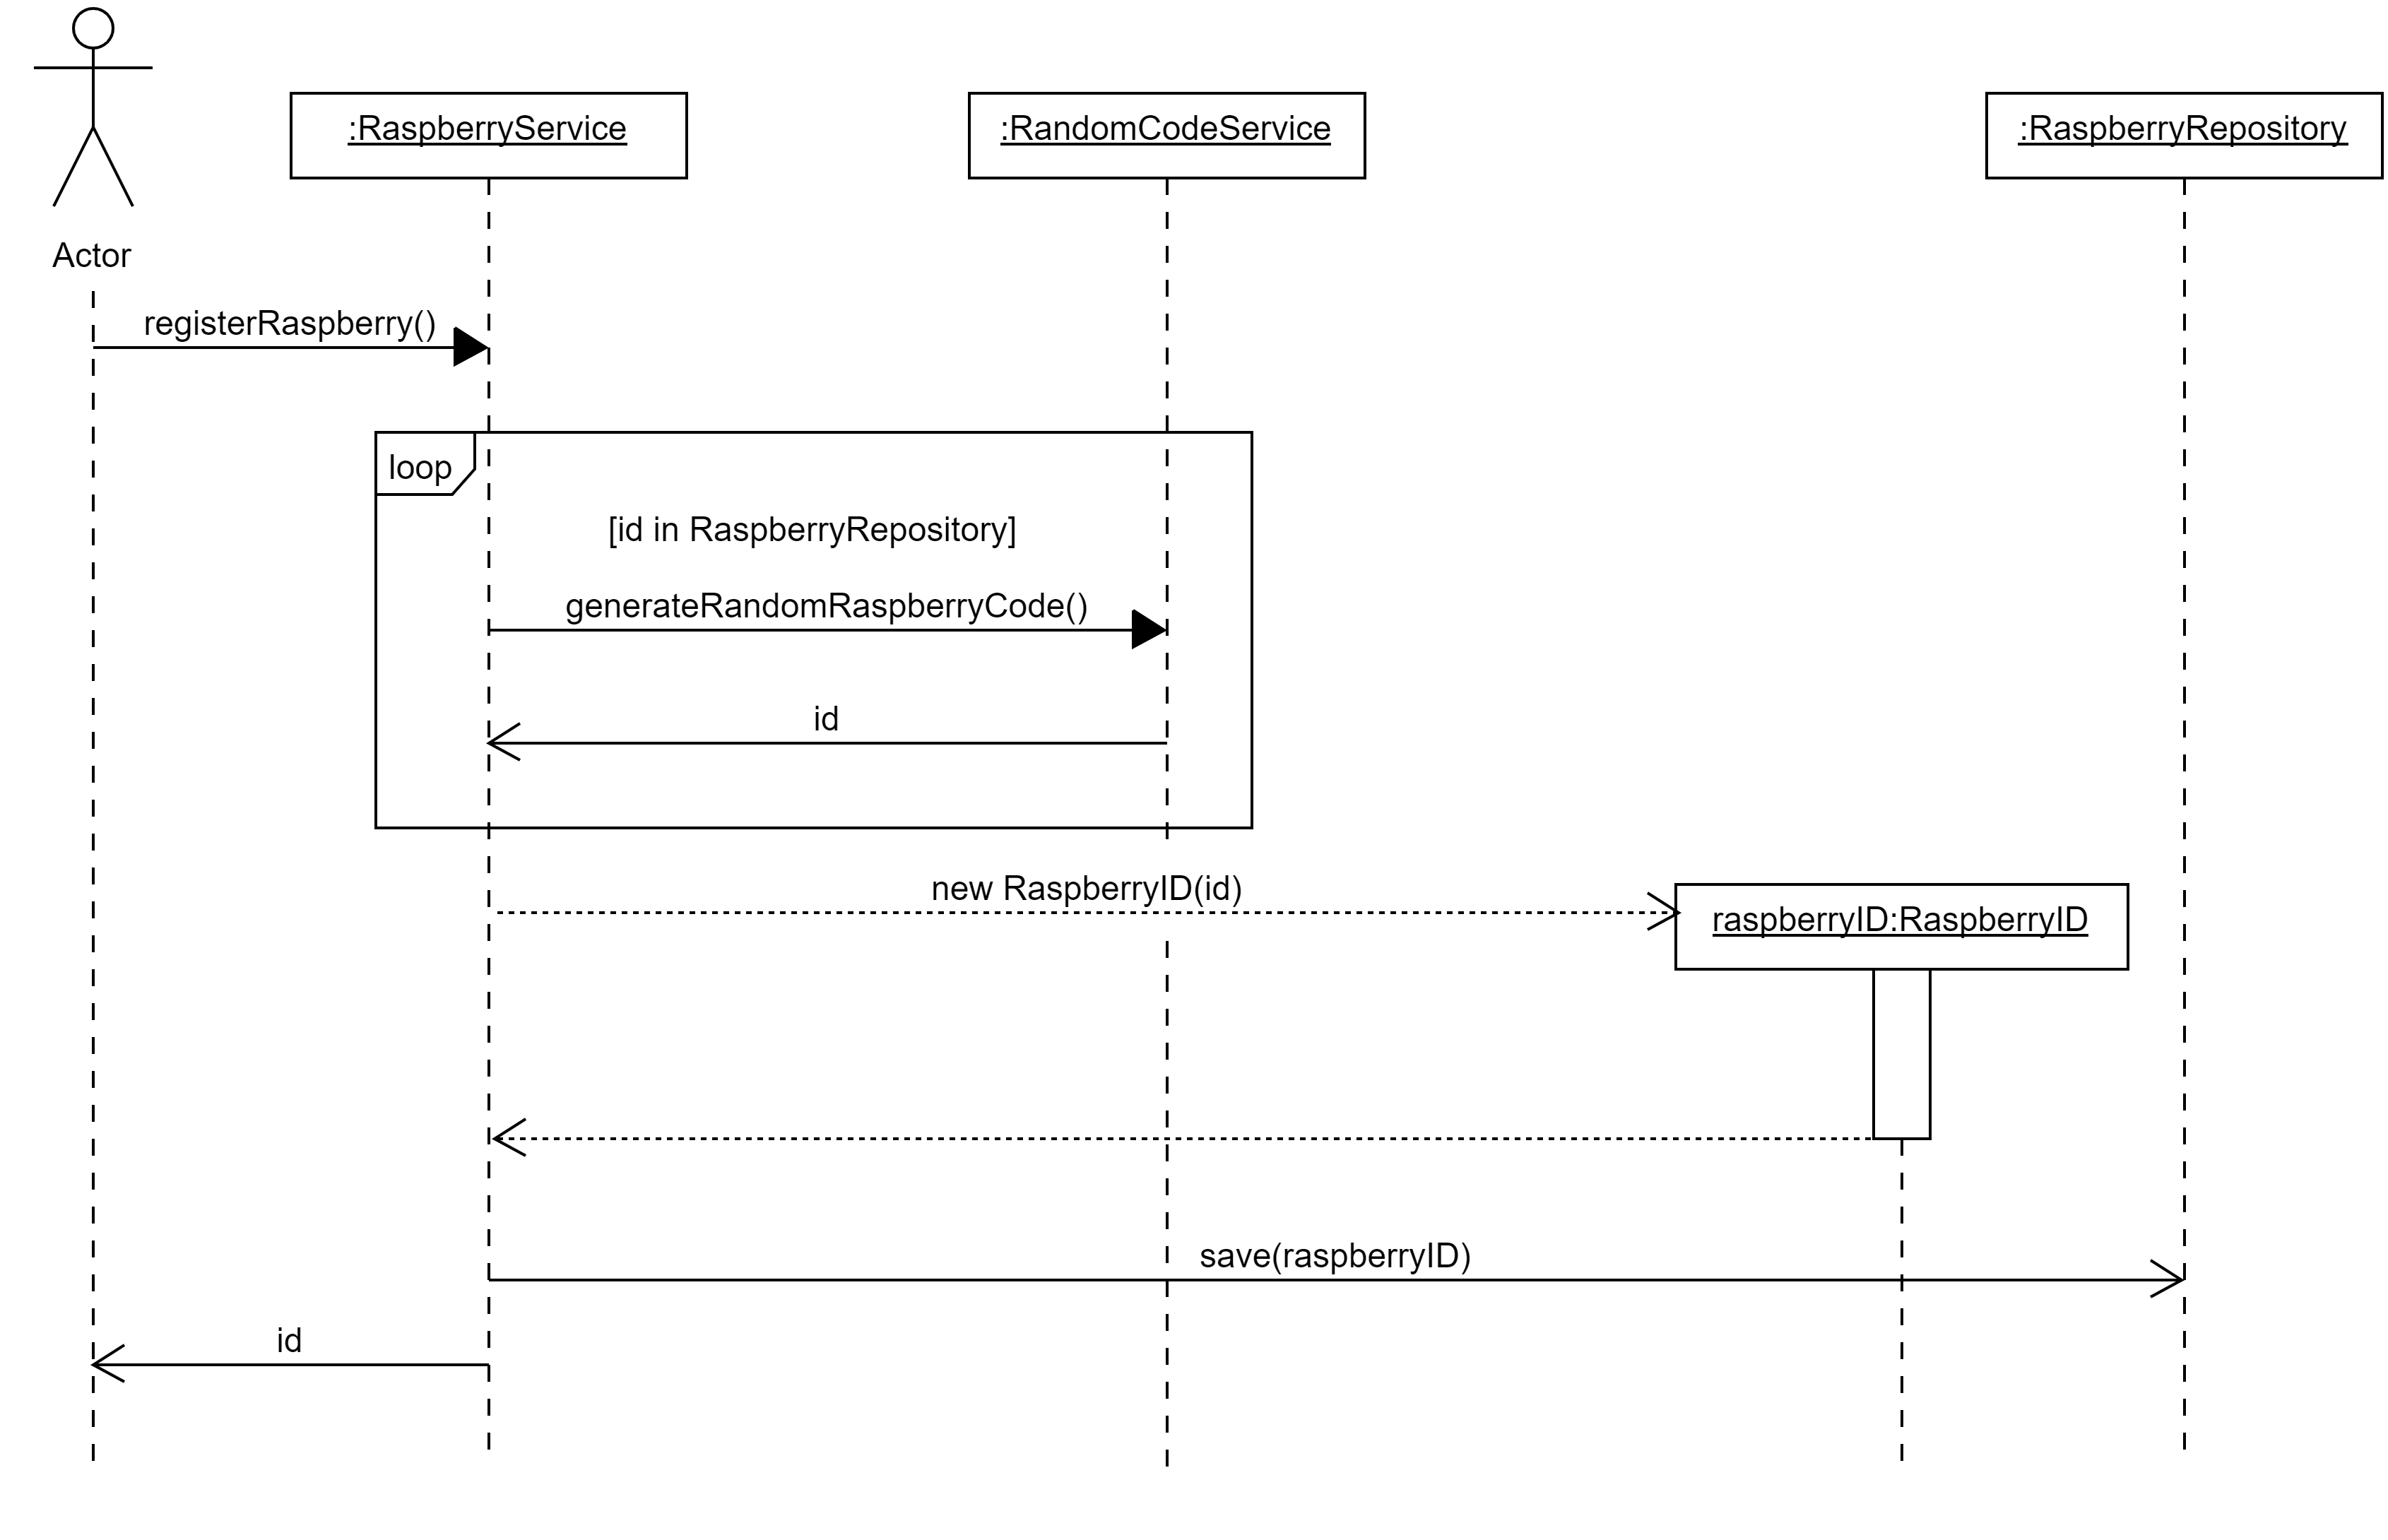 :RaspberryService
:RandomCodeService
:RaspberryRepository
Actor
registerRaspberry()
loop
[id in RaspberryRepository]
generateRandomRaspberryCode()
id
new RaspberryID(id)
raspberryID:RaspberryID
save(raspberryID)
id